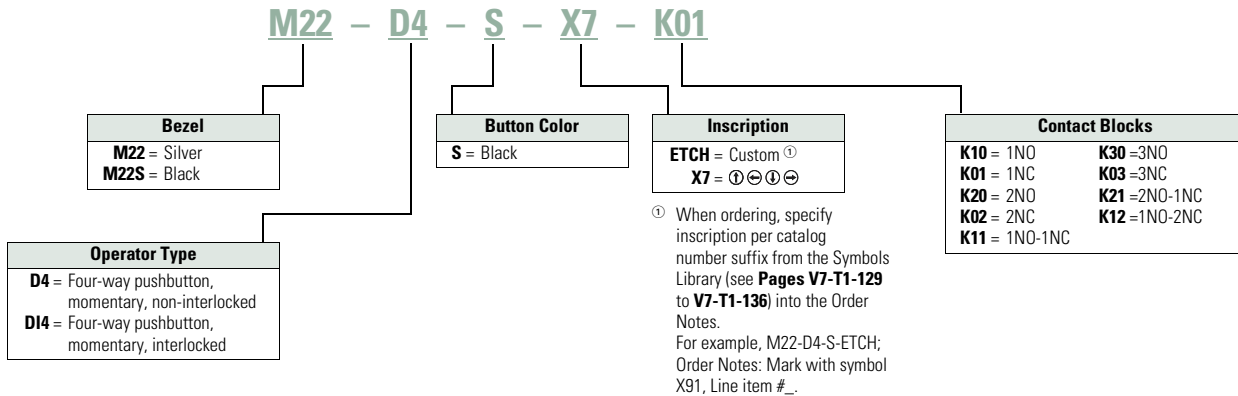 M22 – D4 – S – X7 – K01
Bezel
M22 = Silver
M22S = Black
Operator Type
D4 = Four-way pushbutton,
momentary, non-interlocked
DI4 = Four-way pushbutton,
momentary, interlocked
Button Color
S = Black
Inscription
ETCH = Custom ①
X7 = ⬆⬅⬇➡
① When ordering, specify
inscription per catalog
number suffix from the Symbols
Library (see Pages V7-T1-129
to V7-T1-136) into the Order
Notes.
For example, M22-D4-S-ETCH;
Order Notes: Mark with symbol
X91, Line item #_.
Contact Blocks
K10 = 1NO K30 =3NO
K01 = 1NC K03 =3NC
K20 = 2NO K21 =2NO-1NC
K02 = 2NC K12 =1NO-2NC
K11 = 1NO-1NC